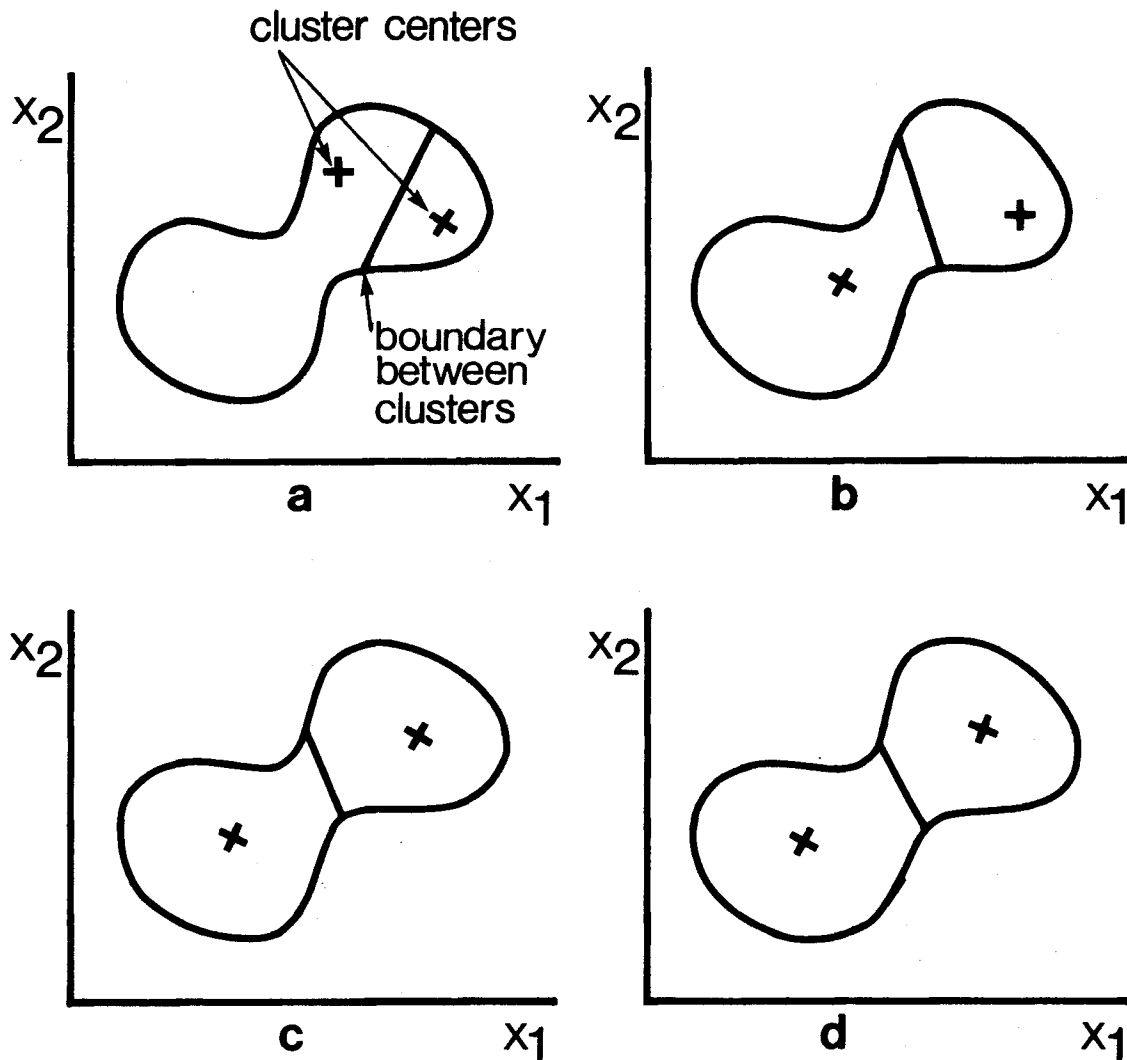 cluster centers
X2
boundary
between
clusters
a
X1
X2
b
X1
X2
c
X1
X2
d
X1